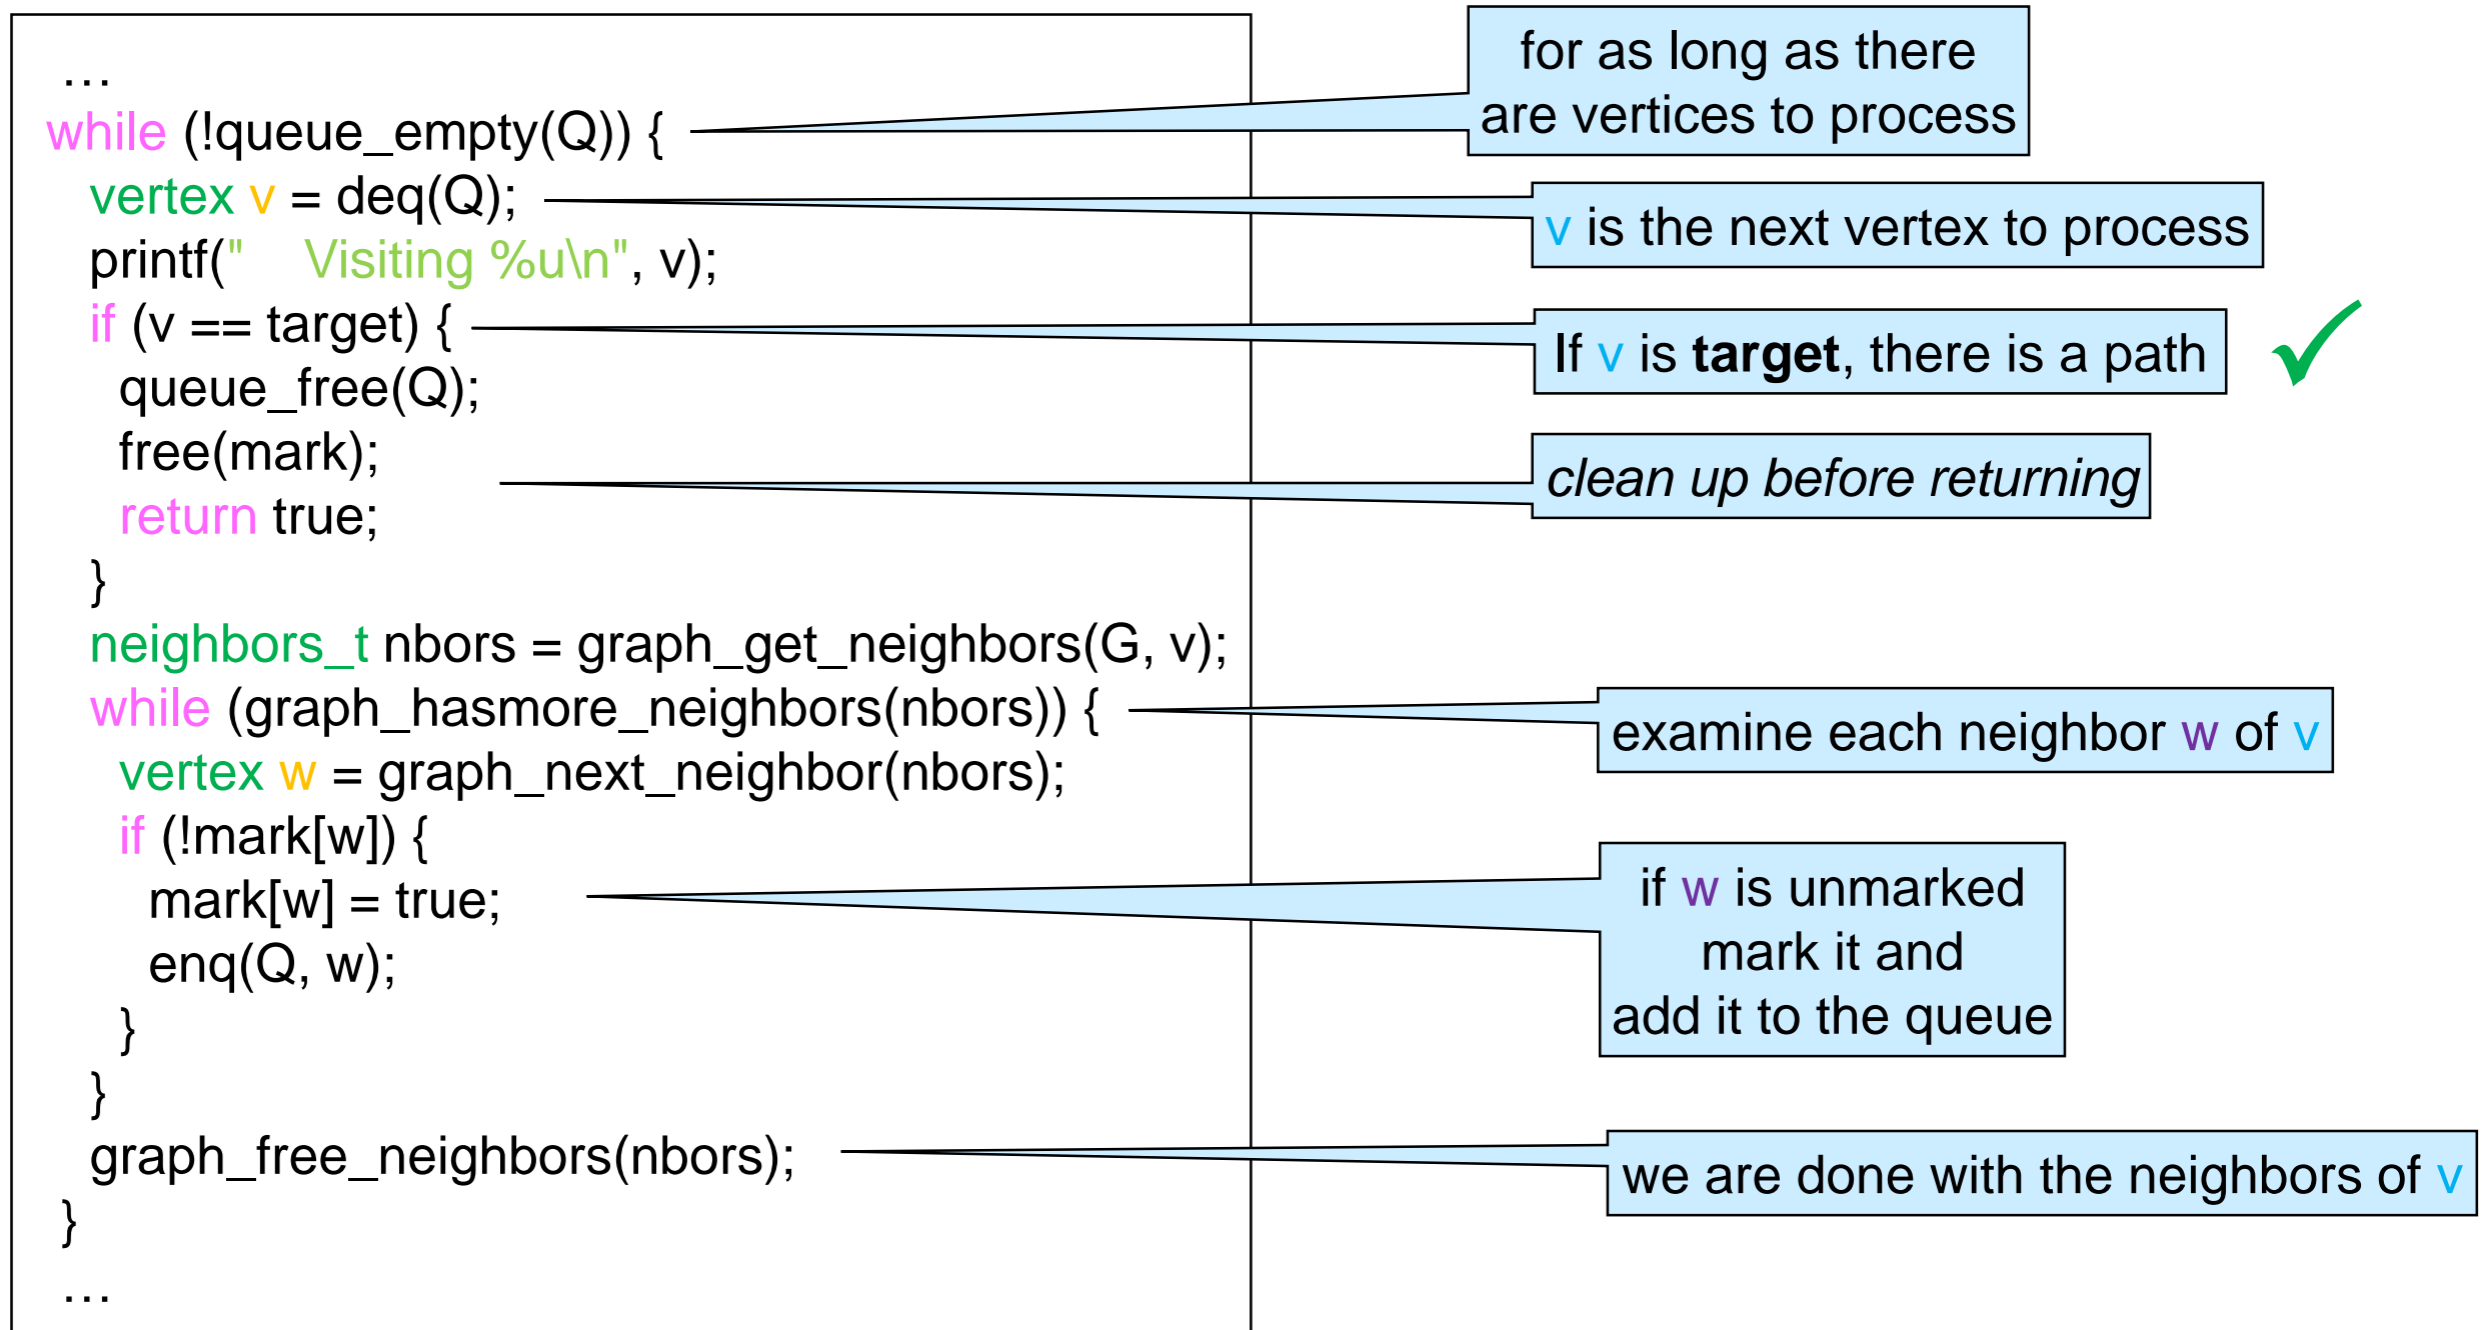 …
while (!queue_empty(Q)) {
vertex v = deq(Q);
printf("    Visiting %u\n", v);
if (v == target) {
queue_free(Q);
free(mark);
return true;
}
neighbors_t nbors = graph_get_neighbors(G, v);
while (graph_hasmore_neighbors(nbors)) {
vertex w = graph_next_neighbor(nbors);
if (!mark[w]) {
mark[w] = true;
enq(Q, w);
}
}
graph_free_neighbors(nbors);
}
…
for as long as there
are vertices to process
v is the next vertex to process
If v is target, there is a path
clean up before returning
examine each neighbor w of v
if w is unmarked
mark it and
add it to the queue
we are done with the neighbors of v